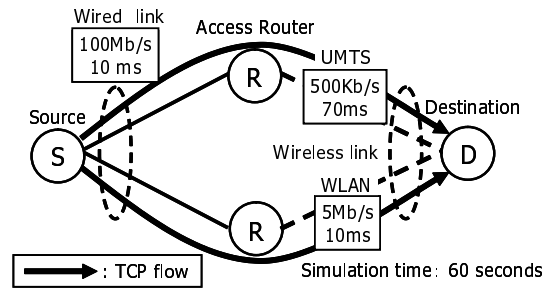 Wired link
100Mb/s
10 ms
Access Router
R
UMTS
500Kb/s
70ms
Source
S
Destination
D
Wireless link
WLAN
5Mb/s
10ms
R
: TCP flow
Simulation time: 60 seconds